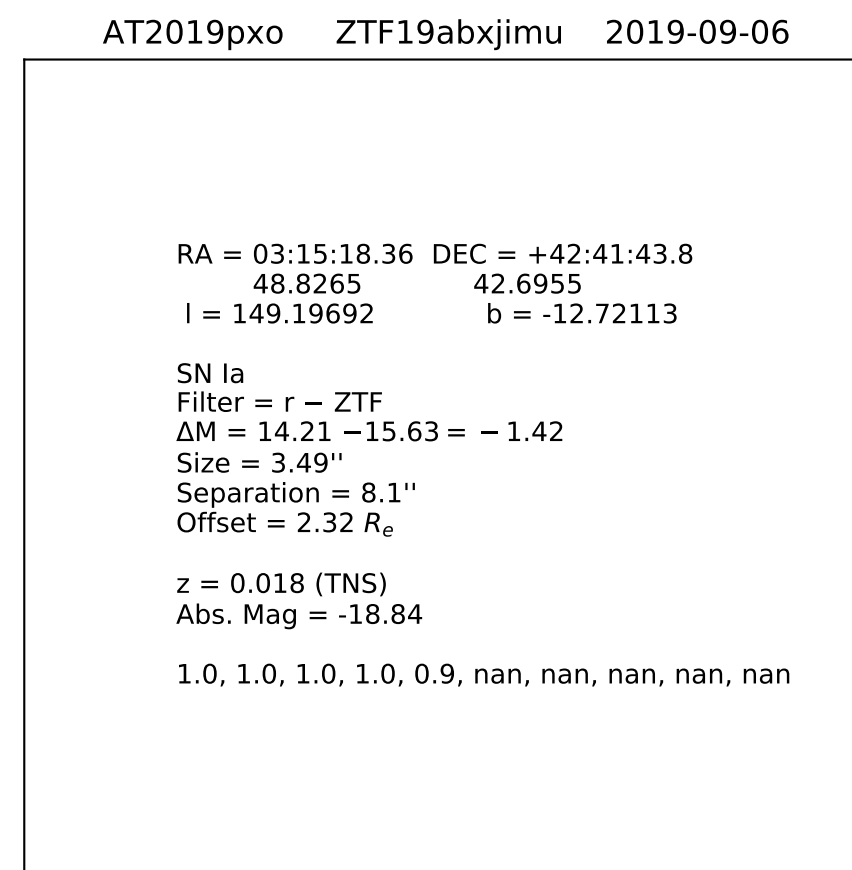 AT2019pxo ZTF19abxjimu 2019-09-06
RA = 03:15:18.36 DEC = +42:41:43.8
48.8265 42.6955
l = 149.19692 b = -12.72113
SN Ia
Filter = r − ZTF
ΔM = 14.21 −15.63 = − 1.42
Size = 3.49''
Separation = 8.1''
Offset = 2.32 Re
z = 0.018 (TNS)
Abs. Mag = -18.84
1.0, 1.0, 1.0, 1.0, 0.9, nan, nan, nan, nan, nan